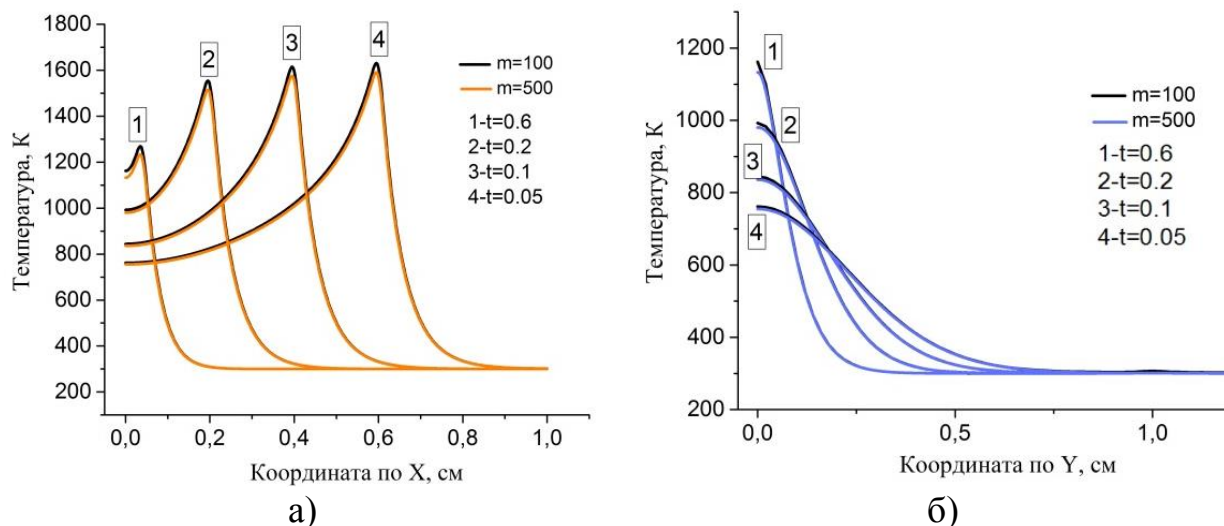 1800
1600
1400
1200
1000
800
600
400
200
Температура, К
1
2
3
4
m=100
m=500
1-t=0.6
2-t=0.2
3-t=0.1
4-t=0.05
0,0
0,2
0,4
0,6
0,8
1,0
Координата по X, см
а)
1200
1000
800
600
400
200
Температура, К
1
2
3
4
m=100
m=500
1-t=0.6
2-t=0.2
3-t=0.1
4-t=0.05
0,0
0,5
1,0
Координата по Y, см
б)